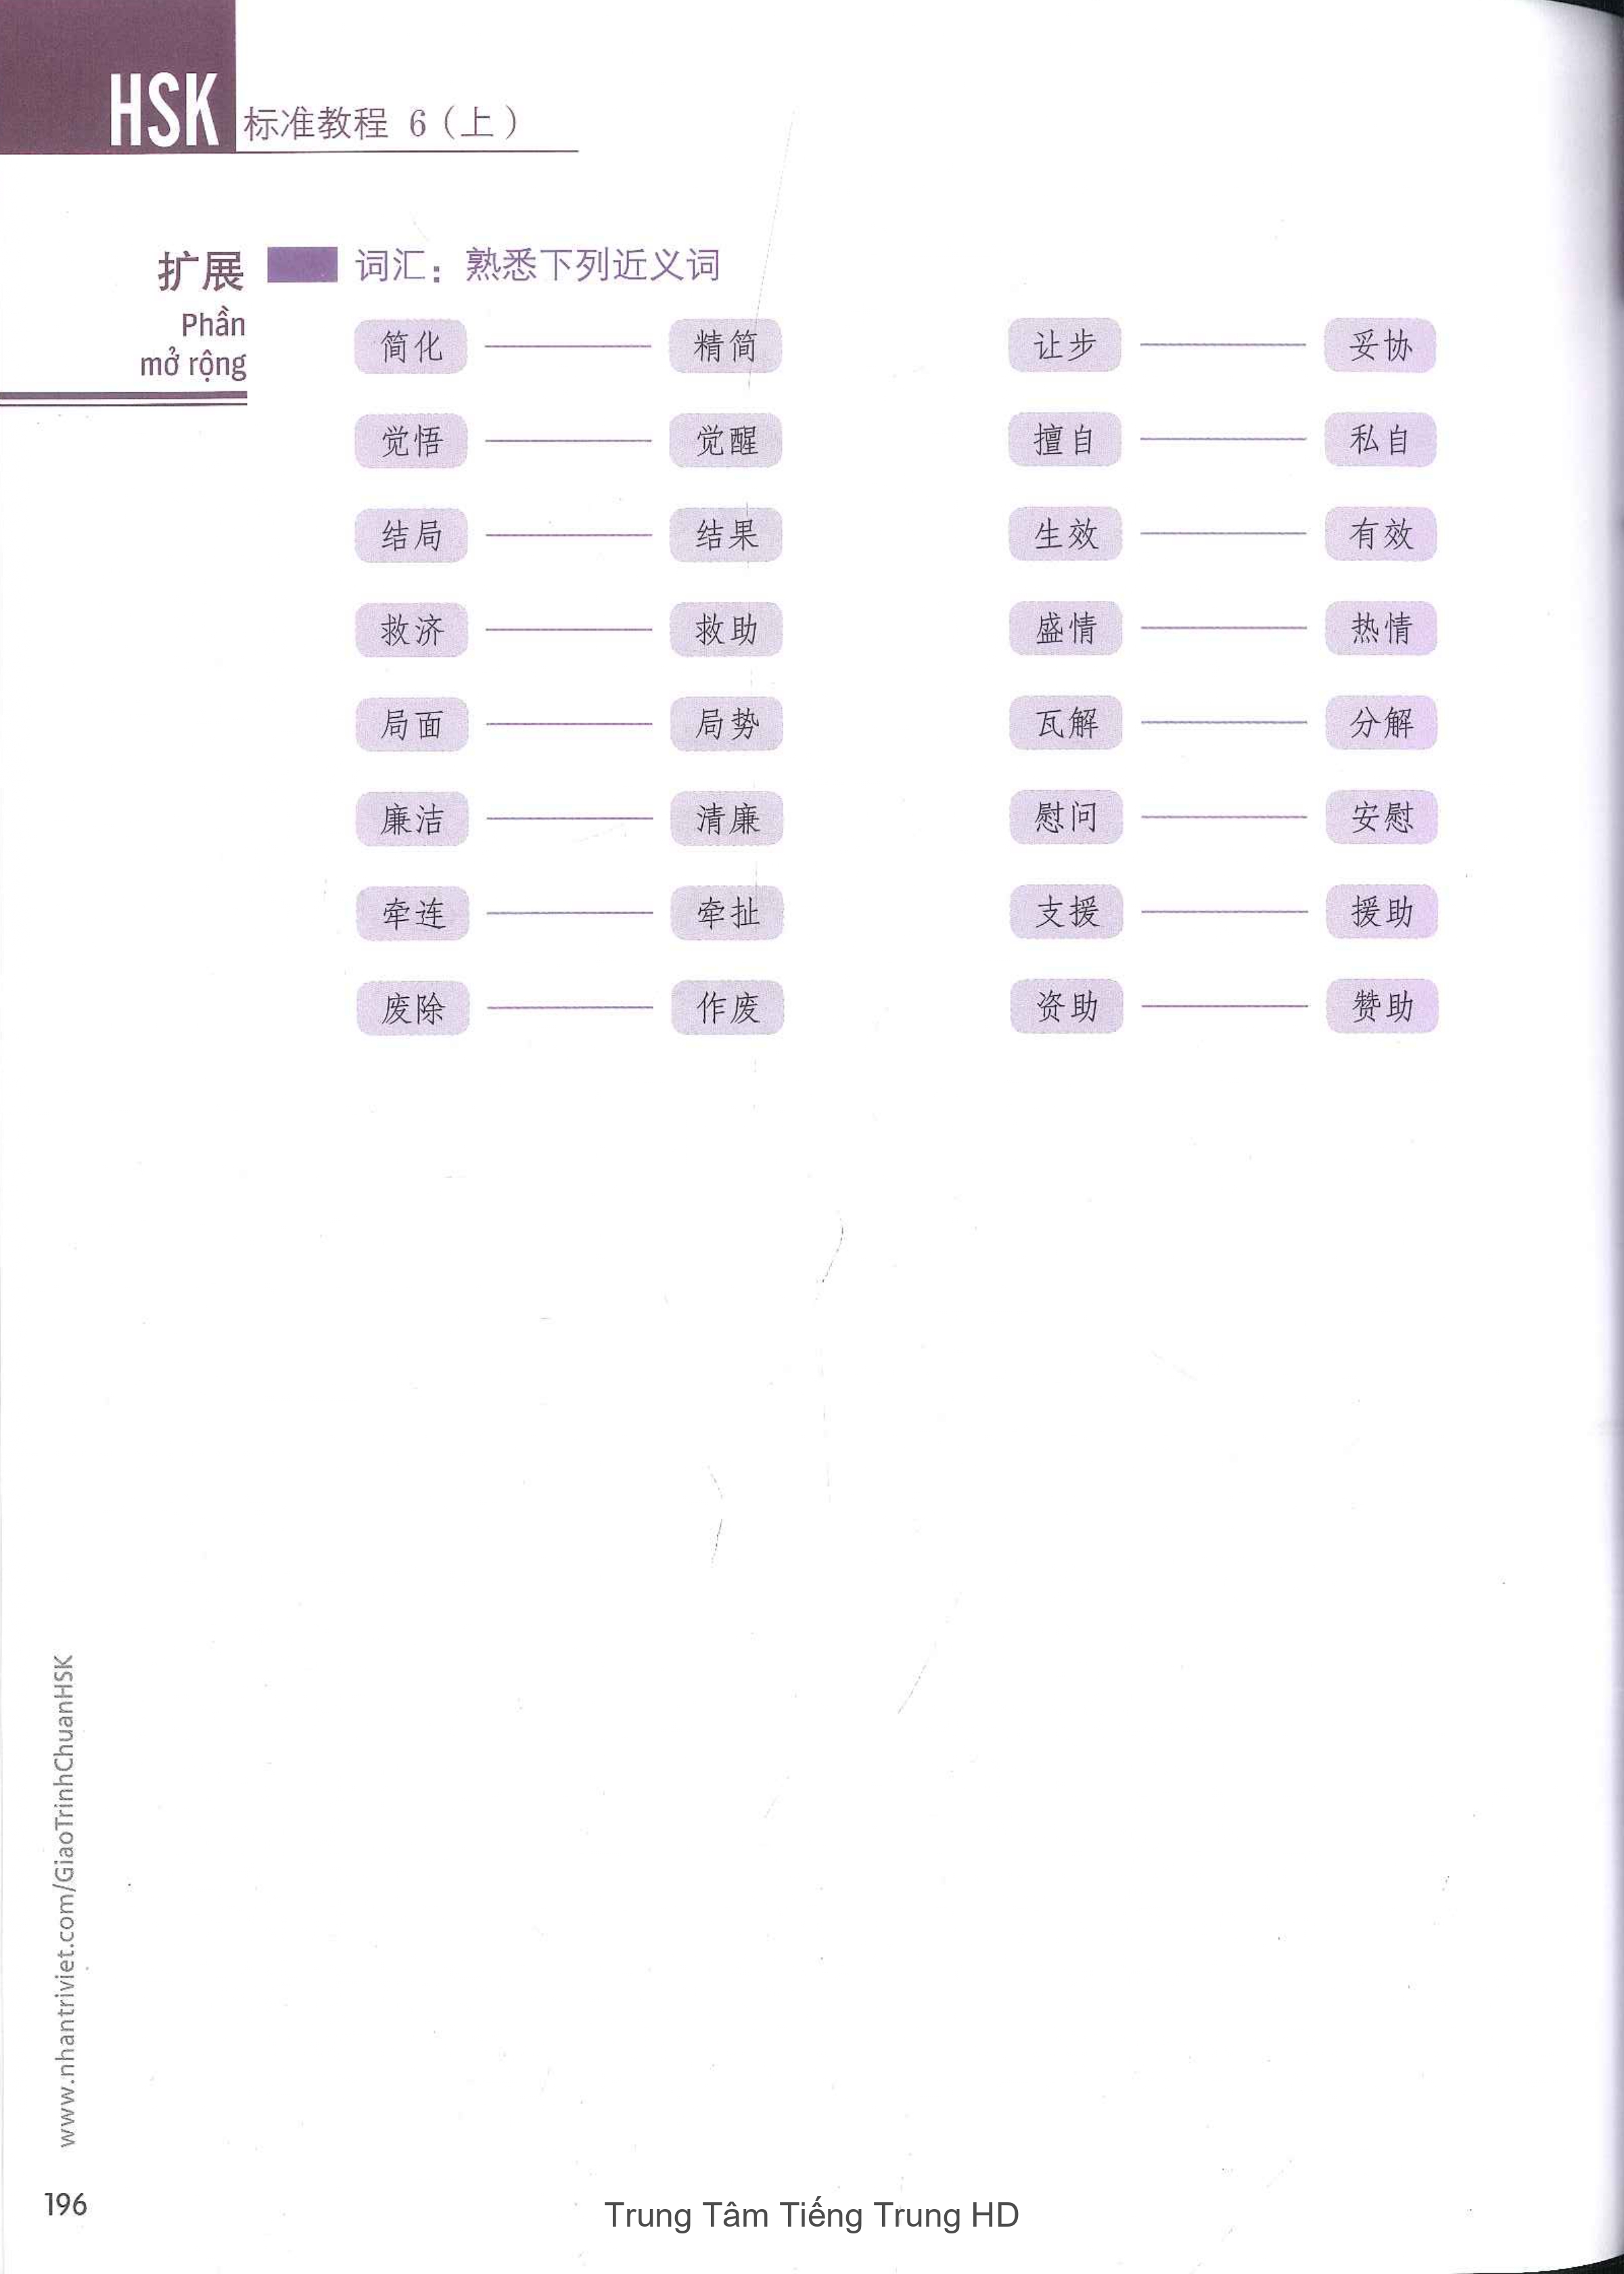 HSK 标准教程 6（上）
扩展
Phần
mở rộng
词汇：熟悉下列近义词
简化 精简 让步 妥协
觉悟 觉醒 擅自 私自
结局 结果 生效 有效
救济 救助 盛情 热情
局面 局势 瓦解 分解
廉洁 清廉 慰问 安慰
牵连 牵扯 支援 援助
废除 作废 资助 赞助
www.nhantriviet.com/GiaoTrinhChuanHSK
196
Trung Tâm Tiếng Trung HD